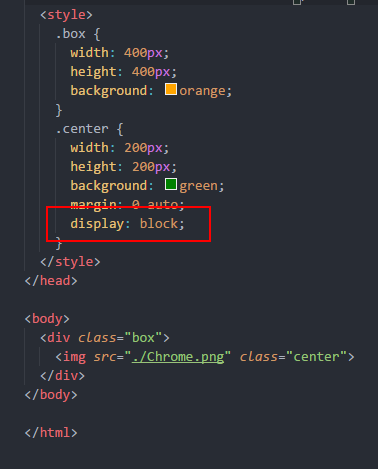 <style>
.box {
width: 400px;
height: 400px;
background: orange;
}
.center {
width: 200px;
height: 200px;
background: green;
margin: 0 auto;
display: block;
}
</style>
</head>
<body>
<div class="box">
<img src="./Chrome.png" class="center">
</div>
</body>
</html>